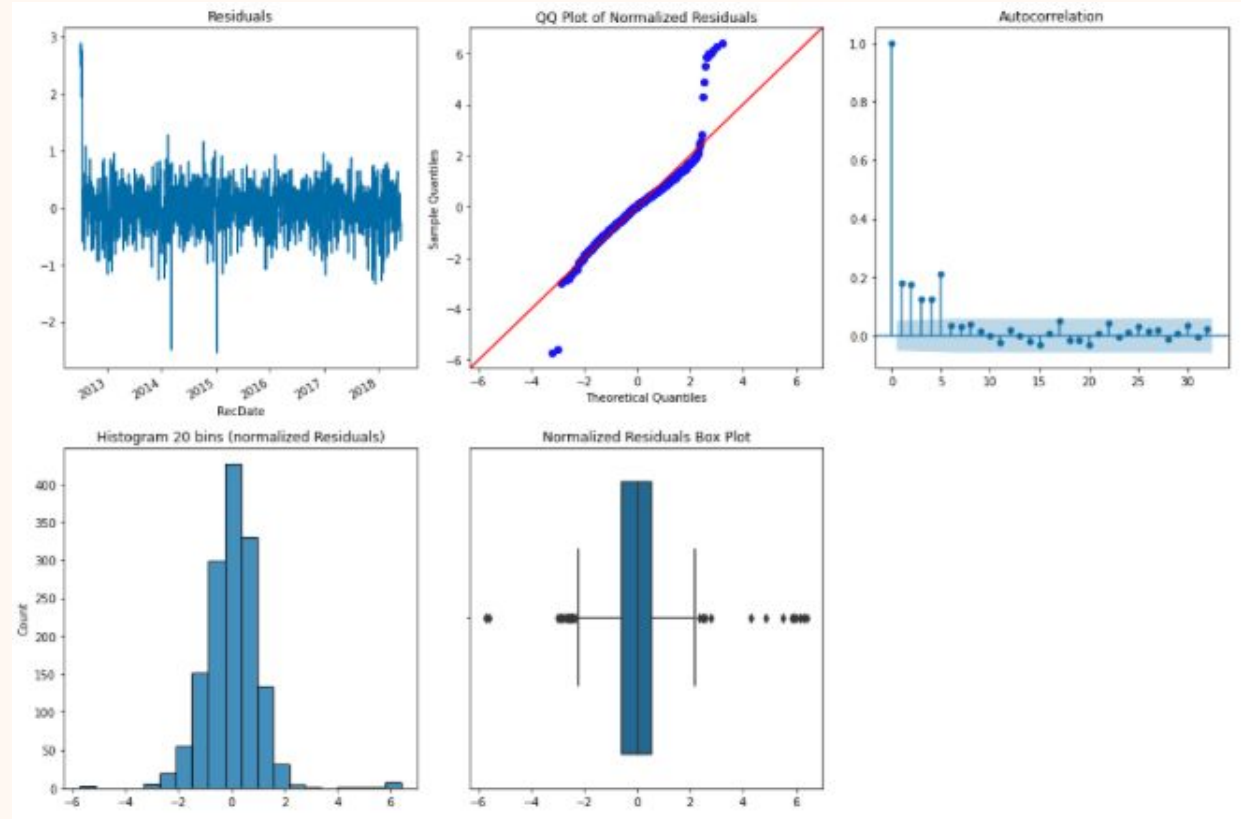 Residuals
3
2
1
0
−1
−2
2013
2014
2015
2016
2017
2018
RecDate
QQ Plot of Normalized Residuals
Sample Quantiles
6
4
2
0
−2
−4
−6
−6 −4 −2 0 2 4 6
Theoretical Quantiles
Autocorrelation
1.0
0.8
0.6
0.4
0.2
0.0
0 5 10 15 20 25 30
Histogram 20 bins (normalized Residuals)
Count
400
350
300
250
200
150
100
50
0
−6 −4 −2 0 2 4 6
Normalized Residuals Box Plot
−6 −4 −2 0 2 4 6